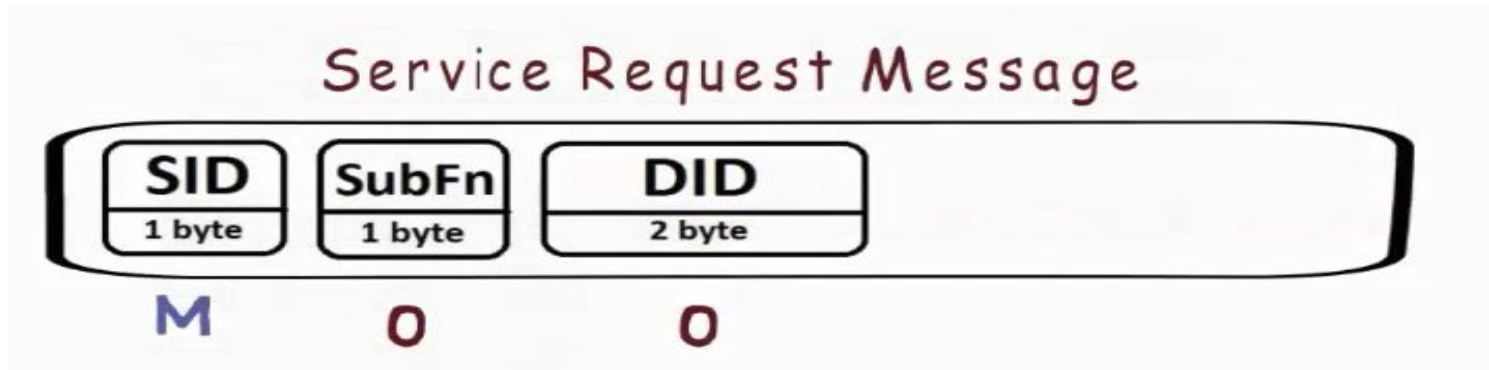 Service Request Message
SID SubFn DID
1 byte 1 byte 2 byte
M O O